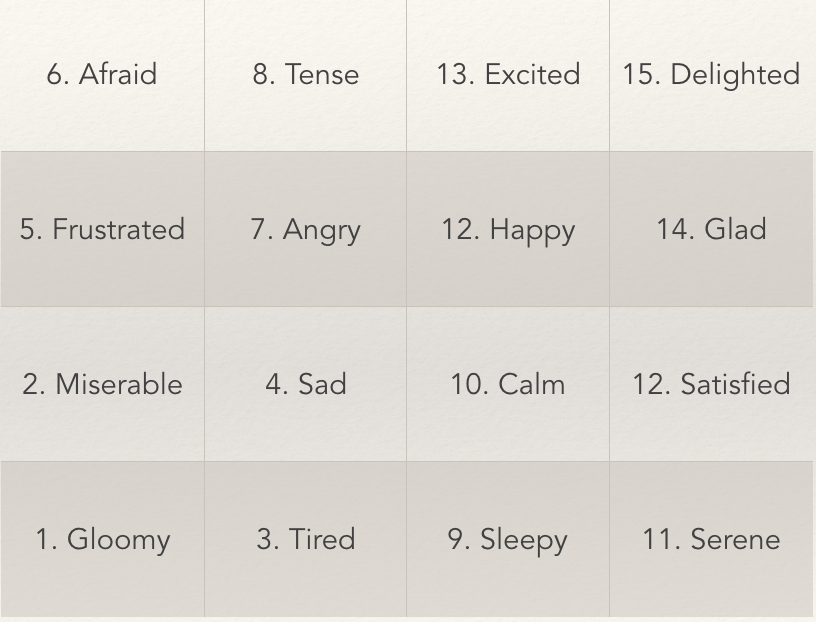 6. Afraid
8. Tense
13. Excited
15. Delighted
5. Frustrated
7. Angry
12. Happy
14. Glad
2. Miserable
4. Sad
10. Calm
12. Satisfied
1. Gloomy
3. Tired
9. Sleepy
11. Serene